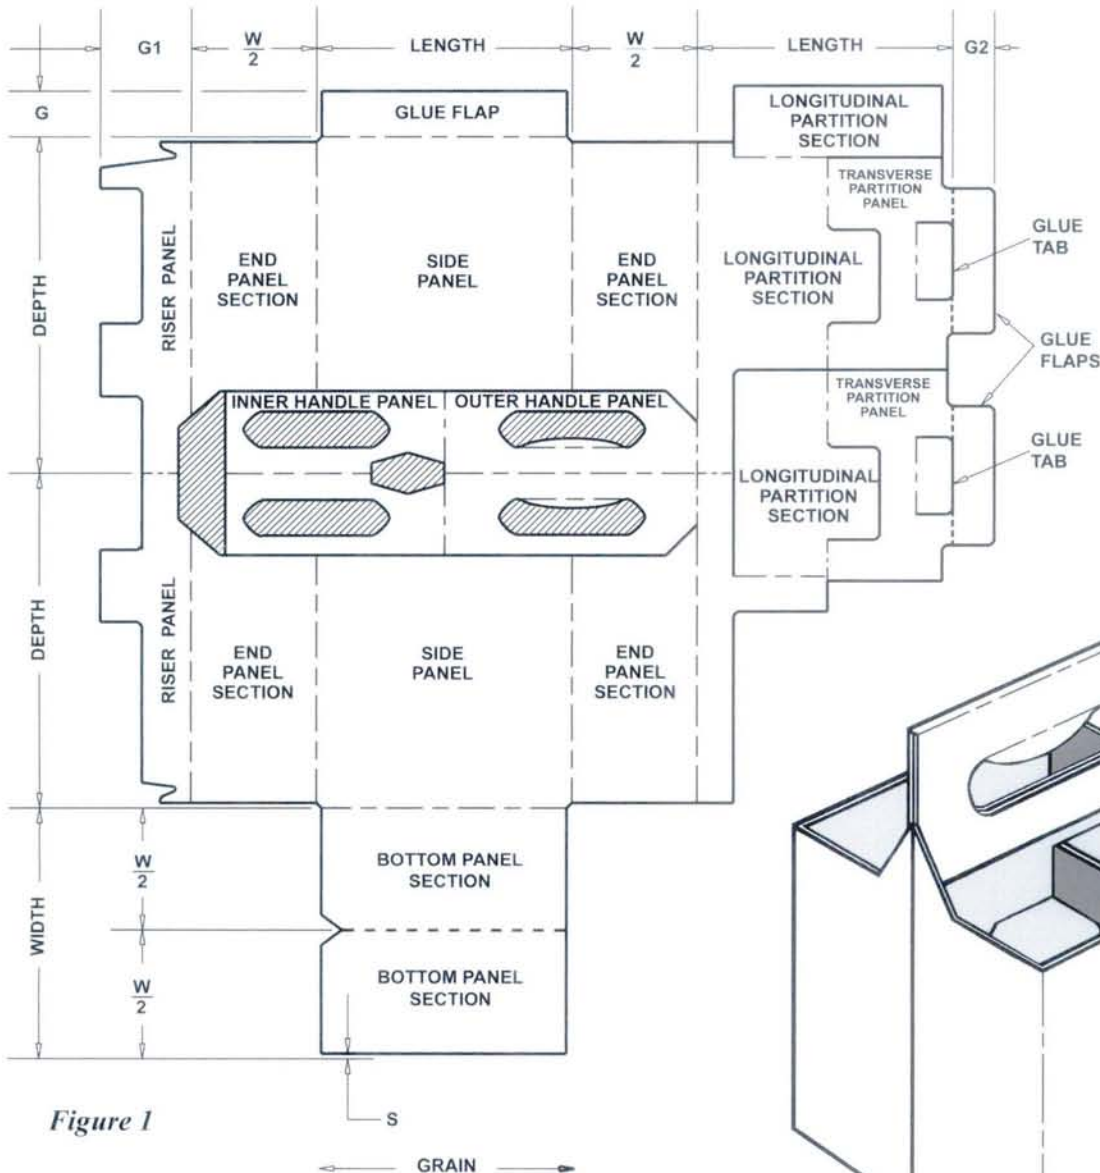 G1
W
2
LENGTH
W
2
LENGTH
G2
G
GLUE FLAP
LONGITUDINAL
PARTITION
SECTION
TRANSVERSE
PARTITION
PANEL
DEPTH
RISER PANEL
END
PANEL
SECTION
SIDE
PANEL
END
PANEL
SECTION
LONGITUDINAL
PARTITION
SECTION
GLUE
TAB
GLUE
FLAPS
INNER HANDLE PANEL
OUTER HANDLE PANEL
TRANSVERSE
PARTITION
PANEL
LONGITUDINAL
PARTITION
SECTION
GLUE
TAB
DEPTH
RISER PANEL
END
PANEL
SECTION
SIDE
PANEL
END
PANEL
SECTION
WIDTH
W
2
BOTTOM PANEL
SECTION
W
2
BOTTOM PANEL
SECTION
S
Figure 1
GRAIN